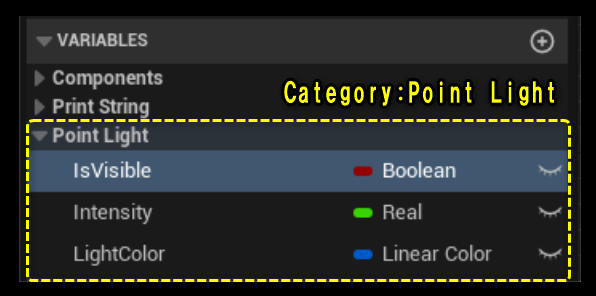 VARIABLES
Components
Print String
Category:Point Light
Point Light
IsVisible Boolean
Intensity Real
LightColor Linear Color